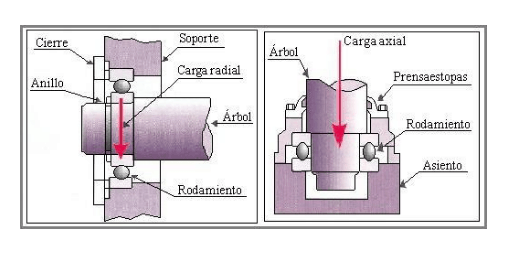 Cierre
Soporte
Carga radial
Anillo
Árbol
Rodamiento
Carga axial
Árbol
Prensaestopas
Rodamiento
Asiento